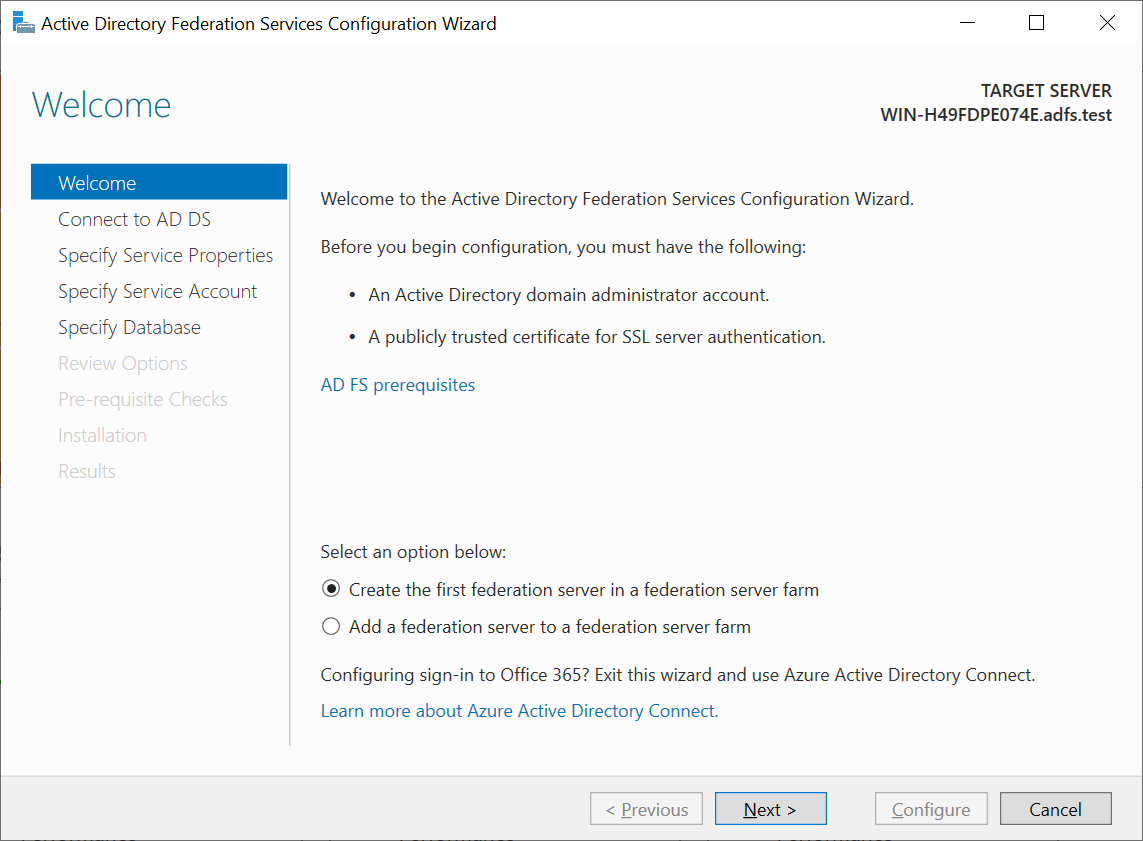 Active Directory Federation Services Configuration Wizard
Welcome
TARGET SERVER
WIN-H49FDPE074E.adfs.test
Welcome
Connect to AD DS
Specify Service Properties
Specify Service Account
Specify Database
Review Options
Pre-requisite Checks
Installation
Results
Welcome to the Active Directory Federation Services Configuration Wizard.
Before you begin configuration, you must have the following:
• An Active Directory domain administrator account.
• A publicly trusted certificate for SSL server authentication.
AD FS prerequisites
Select an option below:
Create the first federation server in a federation server farm
Add a federation server to a federation server farm
Configuring sign-in to Office 365? Exit this wizard and use Azure Active Directory Connect.
Learn more about Azure Active Directory Connect.
< Previous
Next >
Configure
Cancel